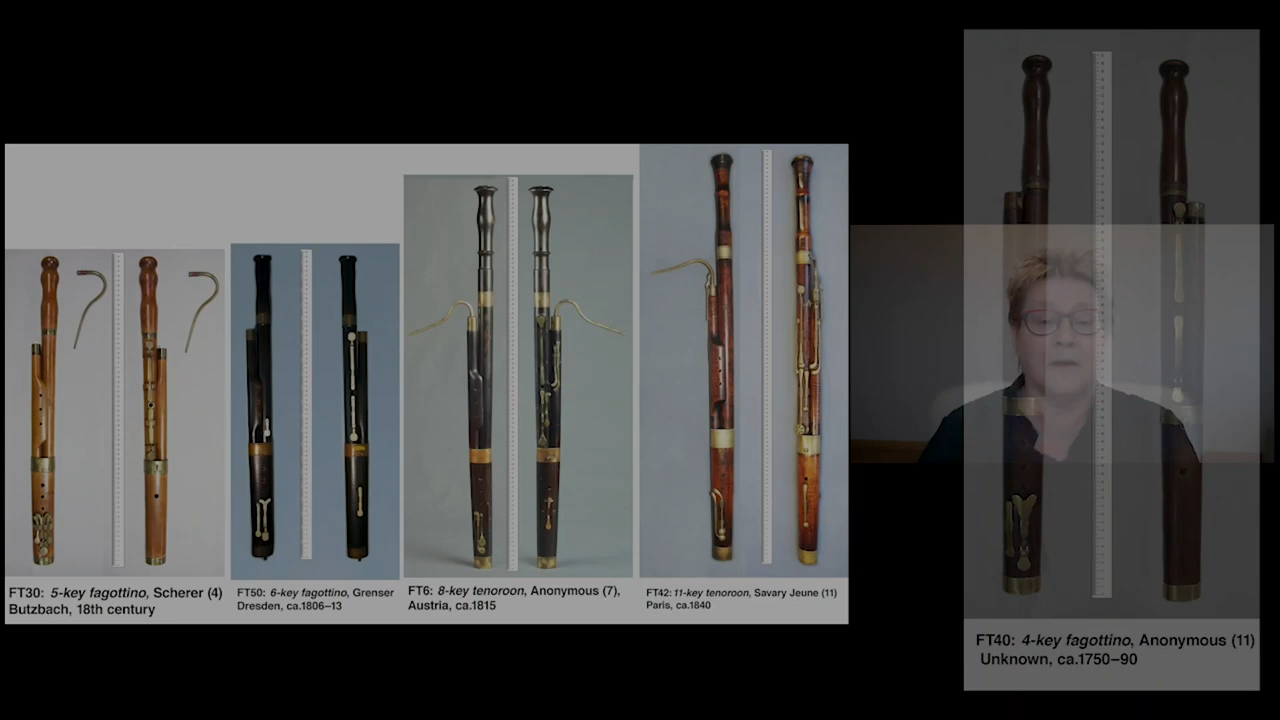 FT30: 5-key fagottino, Scherer (4)
Butzbach, 18th century
FT50: 6-key fagottino, Grenser
Dresden, ca.1806–13
FT6: 8-key tenoroon, Anonymous (7),
Austria, ca.1815
FT42: 11-key tenoroon, Savary Jeune (11)
Paris, ca.1840
FT40: 4-key fagottino, Anonymous (11)
Unknown, ca.1750–90